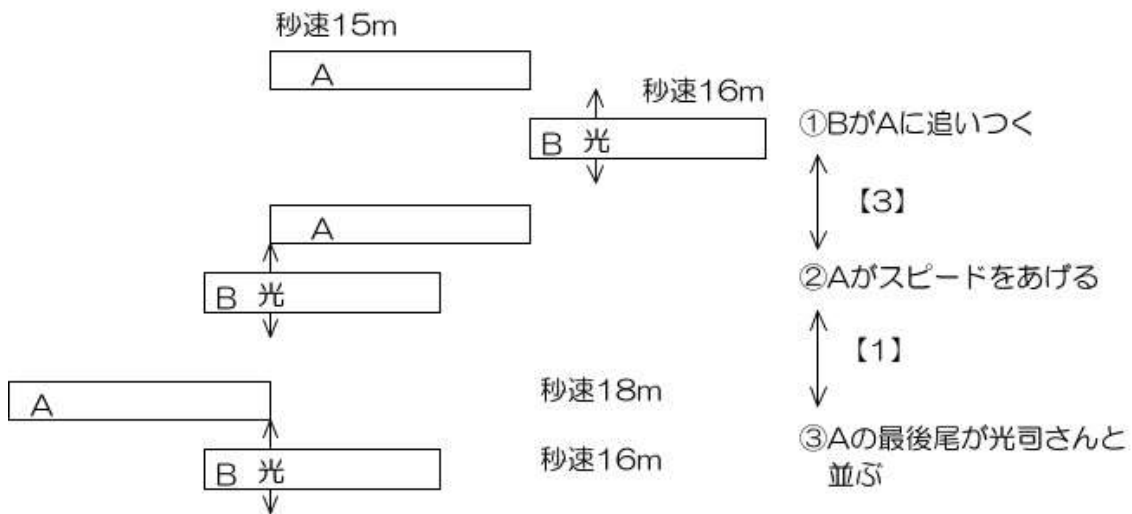 秒速15m
A
秒速16m
B 光
①BがAに追いつく
【3】
A
B 光
②Aがスピードをあげる
【1】
A
秒速18m
B 光
秒速16m
③Aの最後尾が光司さんと
並ぶ